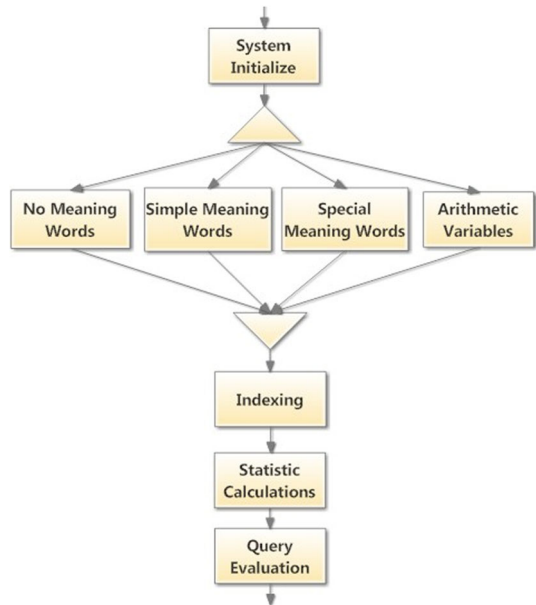 System
Initialize
No Meaning
Words
Simple Meaning
Words
Special
Meaning Words
Arithmetic
Variables
Indexing
Statistic
Calculations
Query
Evaluation